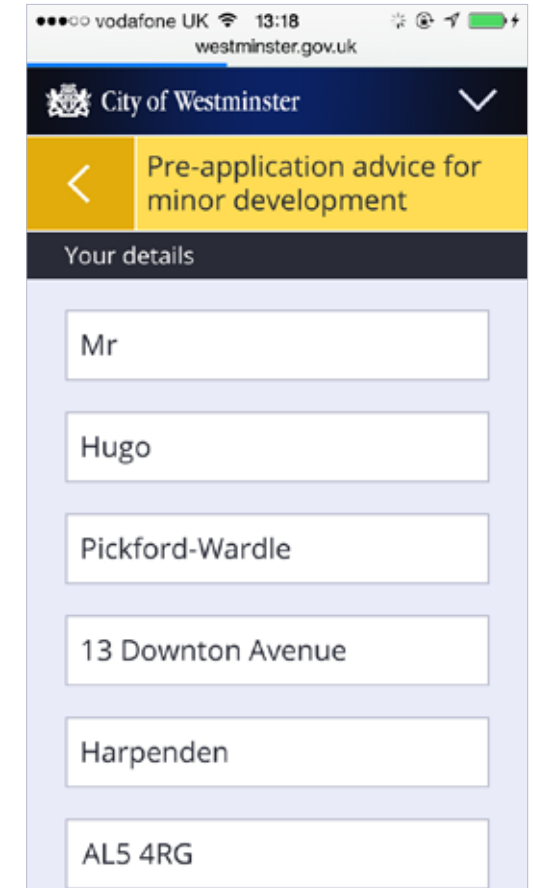 vodafone UK 13:18
westminster.gov.uk
City of Westminster
Pre-application advice for
minor development
Your details
Mr
Hugo
Pickford-Wardle
13 Downton Avenue
Harpenden
AL5 4RG